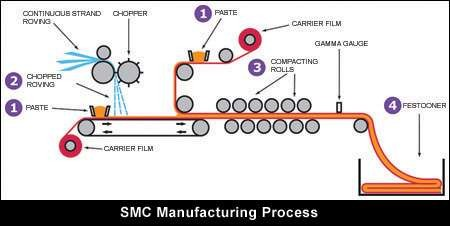 CONTINUOUS STRAND
ROVING
CHOPPER
1 PASTE
CARRIER FILM
GAMMA GAUGE
2 CHOPPED
ROVING
3 COMPACTING
ROLLS
1 PASTE
4 FESTOONER
CARRIER FILM
SMC Manufacturing Process